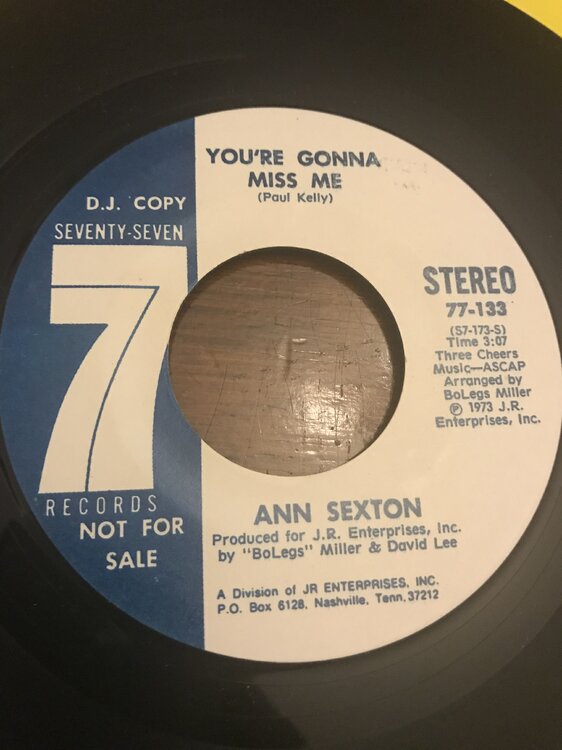 YOU'RE GONNA
MISS ME
(Paul Kelly)
D.J. COPY
SEVENTY-SEVEN
7
RECORDS
NOT FOR
SALE
STEREO
77-133
(S7-173-S)
Time 3:07
Three Cheers
Music—ASCAP
Arranged by
BoLegs Miller
℗ 1973 J.R.
Enterprises, Inc.
ANN SEXTON
Produced for J.R. Enterprises, Inc.
by "BoLegs" Miller & David Lee
A Division of JR ENTERPRISES, INC.
P.O. Box 6128, Nashville, Tenn. 37212